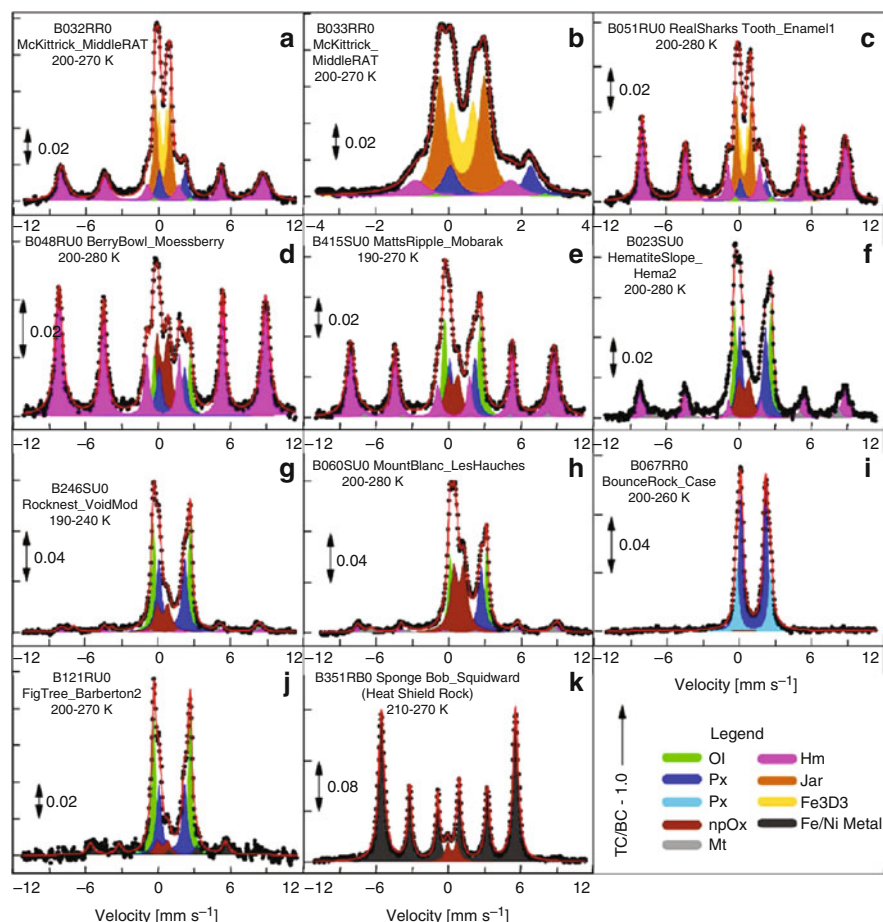 B032RR0
McKittrick_MiddleRAT
200-270 K
a
0.02
−12 −6 0 6 12
B033RR0
McKittrick_
MiddleRAT
200-270 K
b
0.02
−4 −2 0 2 4
B051RU0 RealSharks Tooth_Enamel1
200-280 K
c
0.02
−12 −6 0 6 12
B048RU0 BerryBowl_Moessberry
200-280 K
d
0.02
−12 −6 0 6 12
B415SU0 MattsRipple_Mobarak
190-270 K
e
0.02
−12 −6 0 6 12
B023SU0
HematiteSlope_
Hema2
200-280 K
f
0.02
−12 −6 0 6 12
B246SU0
Rocknest_VoidMod
190-240 K
g
0.04
−12 −6 0 6 12
B060SU0 MountBlanc_LesHauches
200-280 K
h
0.04
−12 −6 0 6 12
B067RR0
BounceRock_Case
200-260 K
i
0.04
−12 −6 0 6 12
Velocity [mm s−1]
B121RU0
FigTree_Barberton2
200-270 K
j
0.02
−12 −6 0 6 12
Velocity [mm s−1]
B351RB0 Sponge Bob_Squidward
(Heat Shield Rock)
210-270 K
k
0.08
−12 −6 0 6 12
Velocity [mm s−1]
TC/BC - 1.0
Legend
Ol
Px
Px
npOx
Mt
Hm
Jar
Fe3D3
Fe/Ni Metal